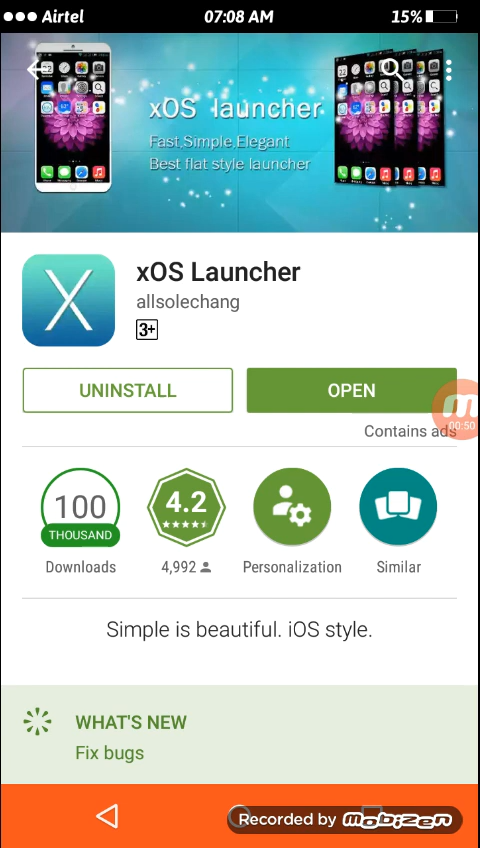 Airtel 07:08 AM 15%
xOS launcher
Fast,Simple,Elegant
Best flat style launcher
X
xOS Launcher
allsolechang
3+
UNINSTALL
OPEN
00:50
Contains ads
100
THOUSAND
Downloads
4.2
4,992
Personalization
Similar
Simple is beautiful. iOS style.
WHAT'S NEW
Fix bugs
Recorded by mobizen